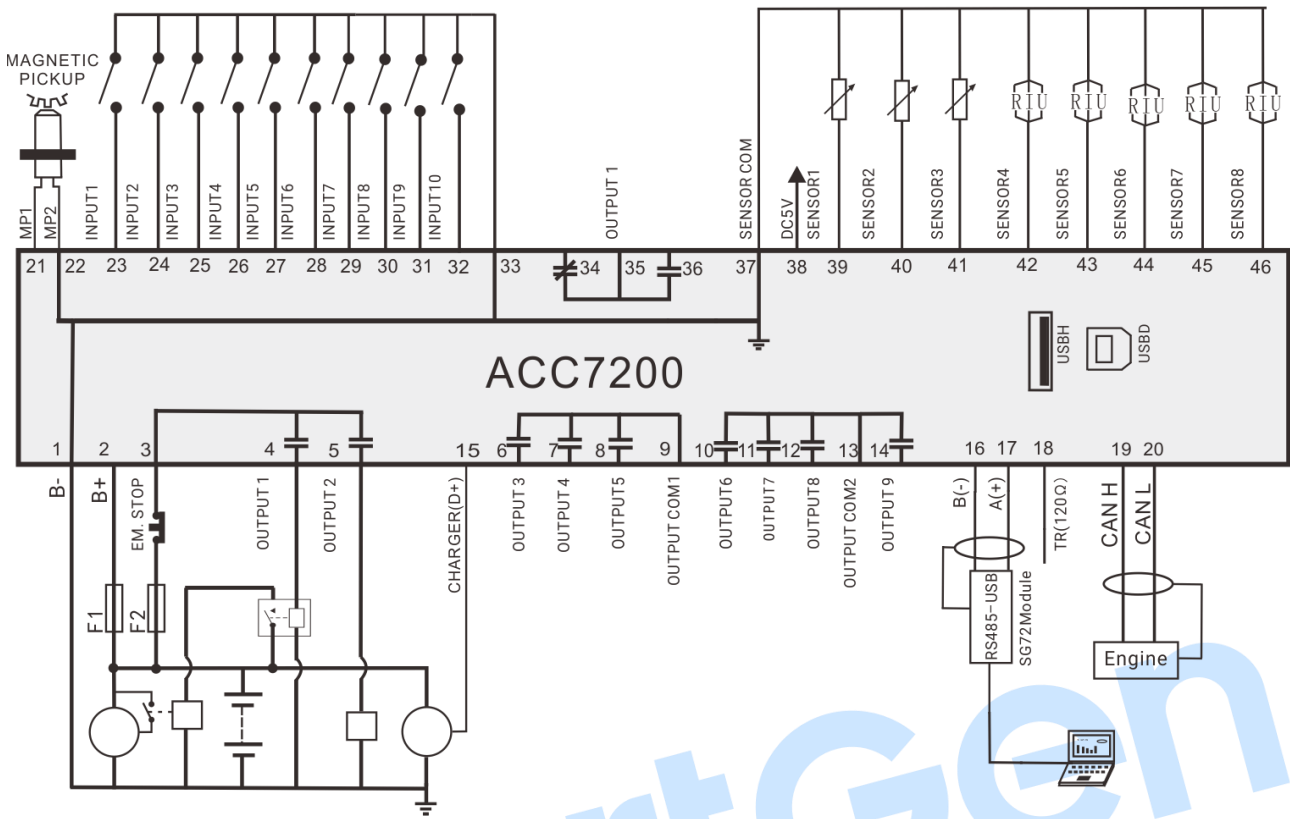 MAGNETIC
PICKUP
MP1
MP2
INPUT1
INPUT2
INPUT3
INPUT4
INPUT5
INPUT6
INPUT7
INPUT8
INPUT9
INPUT10
OUTPUT 1
SENSOR COM
DC5V
SENSOR1
SENSOR2
SENSOR3
SENSOR4
SENSOR5
SENSOR6
SENSOR7
SENSOR8
RIU
RIU
RIU
RIU
RIU
21 22 23 24 25 26 27 28 29 30 31 32 33 34 35 36 37 38 39 40 41 42 43 44 45 46
USBH
USBD
ACC7200
1 2 3 4 5 15 6 7 8 9 10 11 12 13 14 16 17 18 19 20
B-
B+
EM. STOP
OUTPUT 1
OUTPUT 2
CHARGER(D+)
OUTPUT 3
OUTPUT 4
OUTPUT5
OUTPUT COM1
OUTPUT6
OUTPUT7
OUTPUT8
OUTPUT COM2
OUTPUT 9
B(-)
A(+)
TR(120Ω)
CAN H
CAN L
F1
F2
RS485-USB
SG72Module
Engine